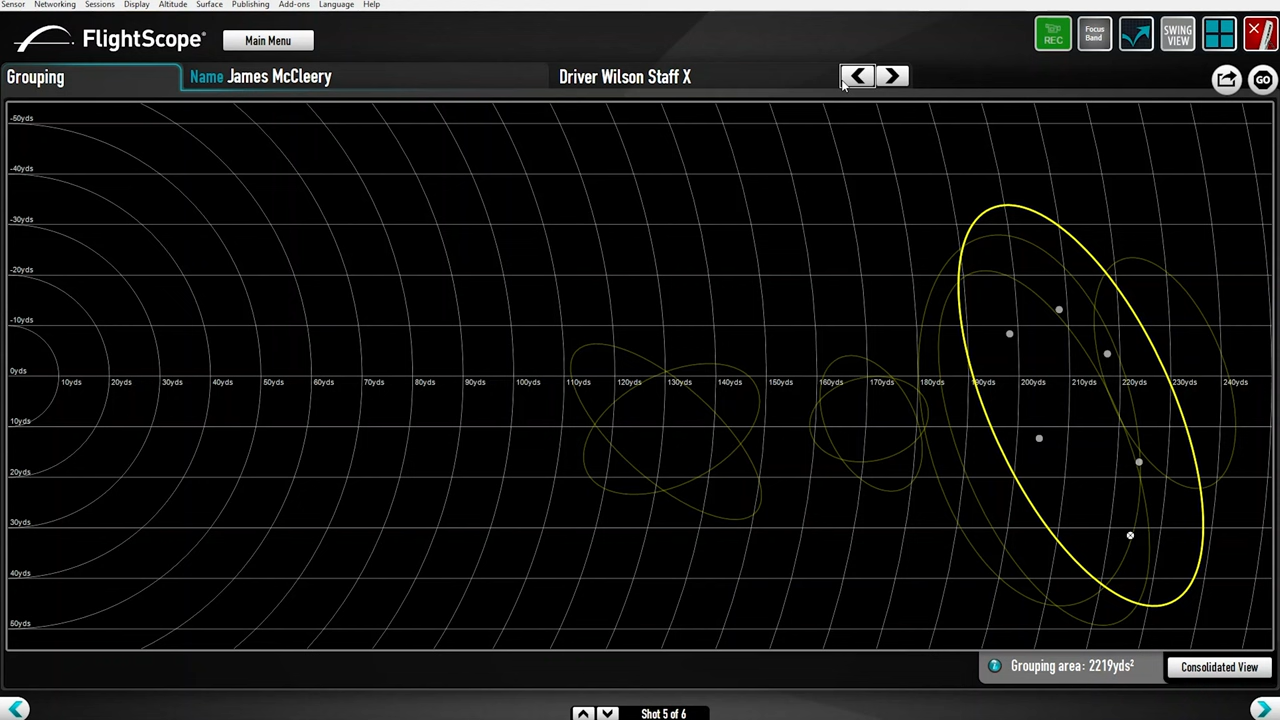 Sensor Networking Sessions Display Altitude Surface Publishing Add-ons Language Help
FlightScope®
Main Menu
REC
Focus
Band
SWING
VIEW
Grouping
Name James McCleery
Driver Wilson Staff X
GO
-50yds
-40yds
-30yds
-20yds
-10yds
0yds
10yds 20yds 30yds 40yds 50yds 60yds 70yds 80yds 90yds 100yds 110yds 120yds 130yds 140yds 150yds 160yds 170yds 180yds 190yds 200yds 210yds 220yds 230yds 240yds
10yds
20yds
30yds
40yds
50yds
Grouping area: 2219yds²
Consolidated View
Shot 5 of 6